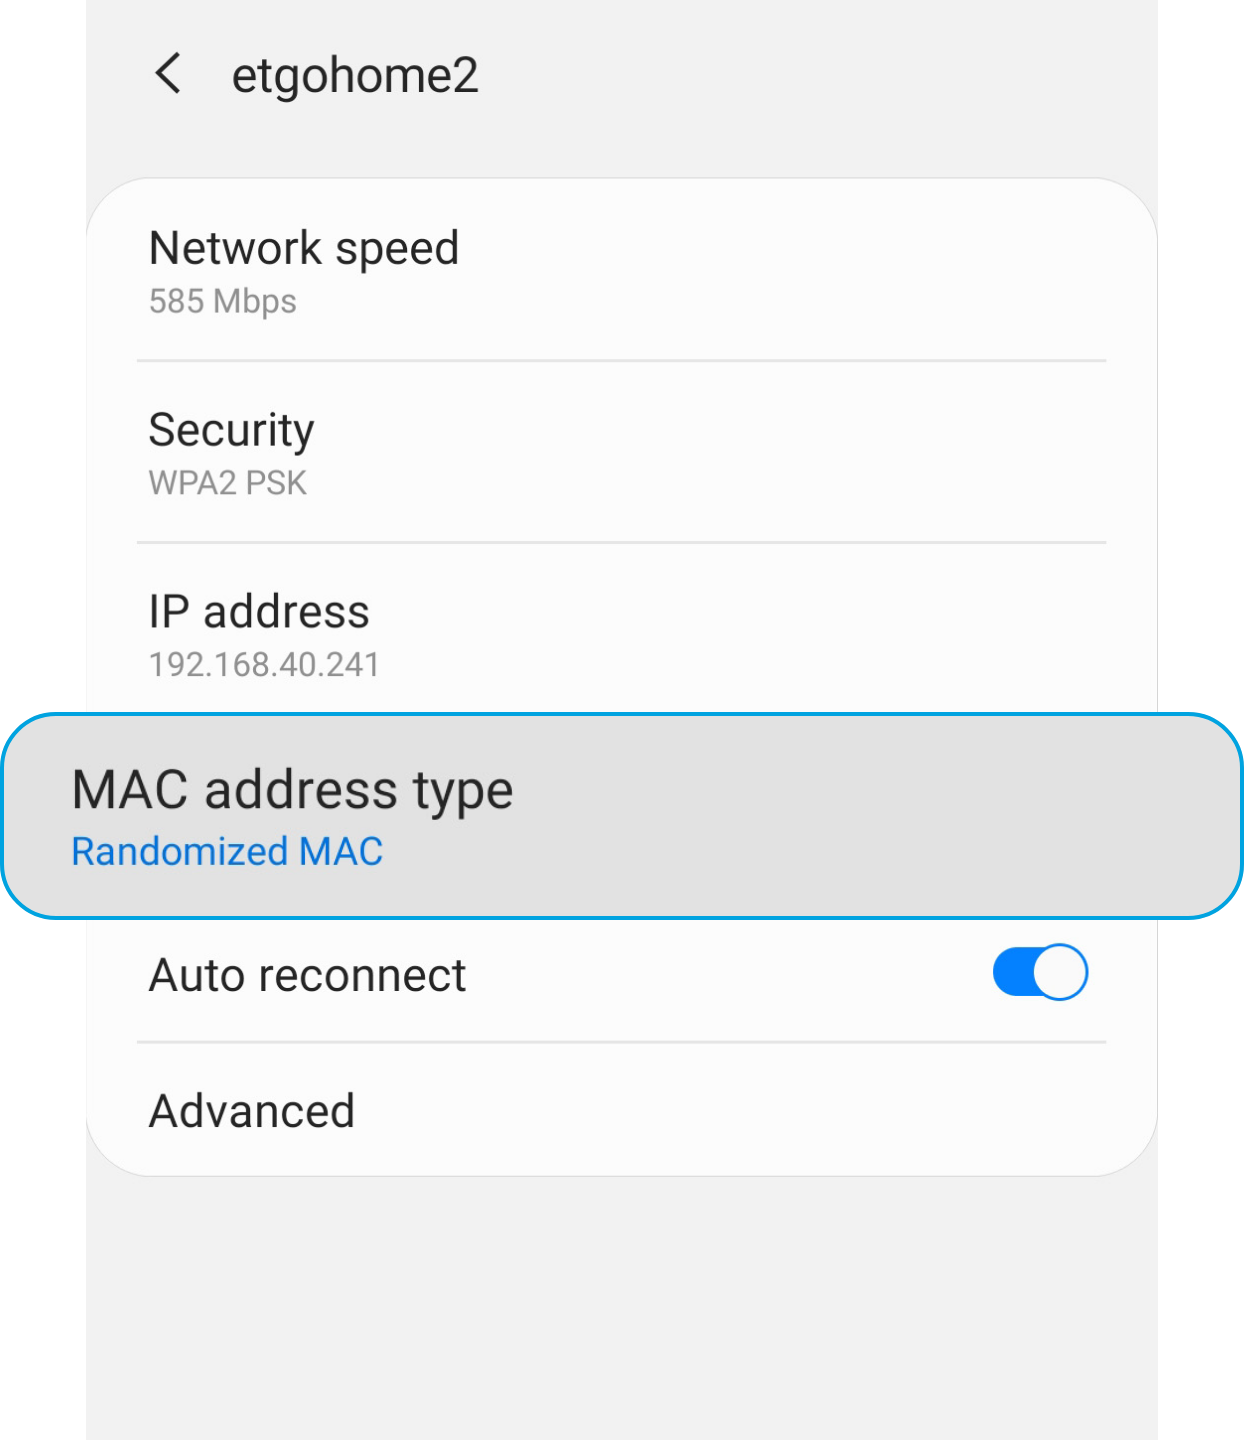 etgohome2
Network speed
585 Mbps
Security
WPA2 PSK
IP address
192.168.40.241
MAC address type
Randomized MAC
Auto reconnect
Advanced